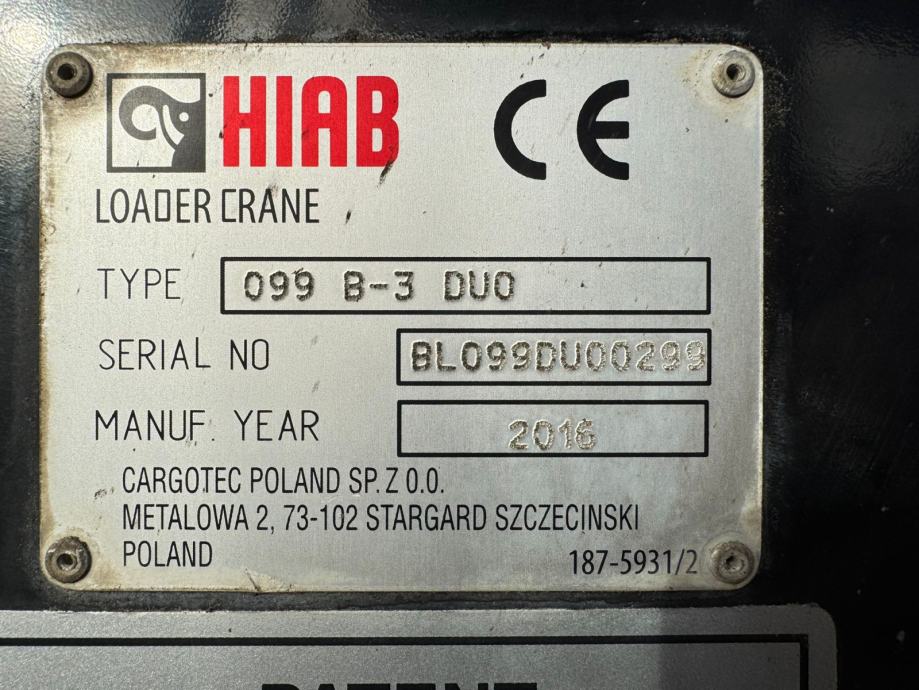 HIAB CE
LOADER CRANE
TYPE 099 B-3 DUO
SERIAL NO BL099DU00299
MANUF. YEAR 2016
CARGOTEC POLAND SP. Z O.O.
METALOWA 2, 73-102 STARGARD SZCZECINSKI
POLAND 187-5931/2
PATENT